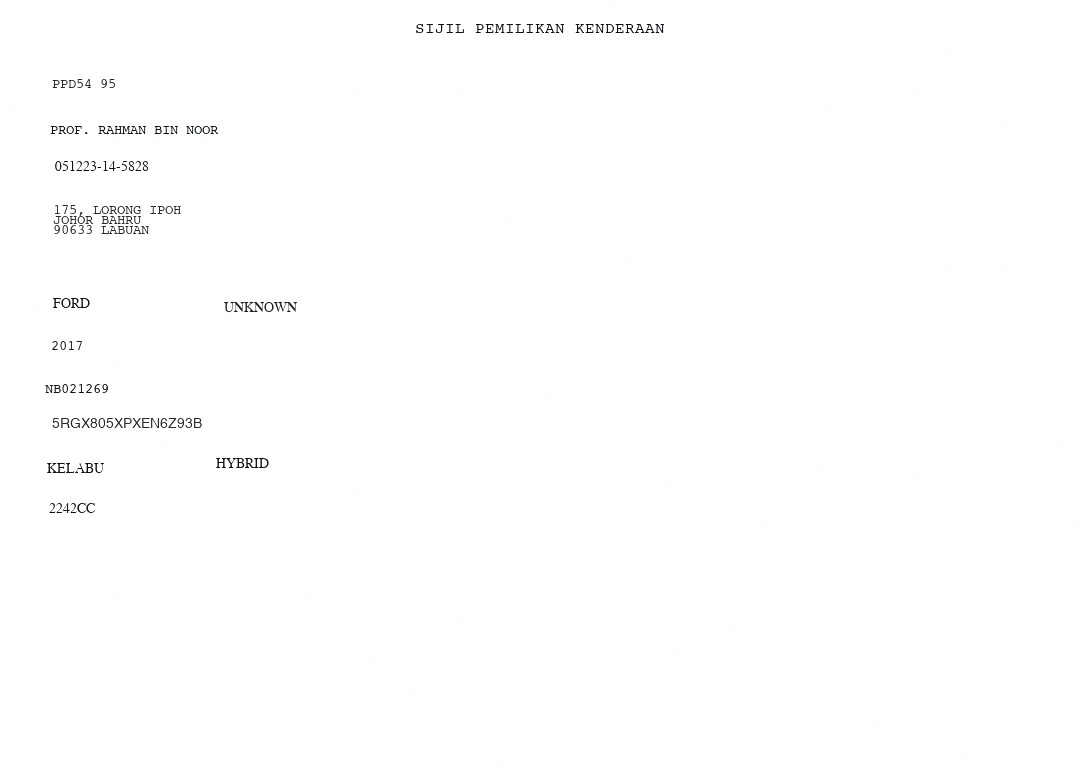 SIJIL PEMILIKAN KENDERAAN
PPD54 95
PROF. RAHMAN BIN NOOR
051223-14-5828
175, LORONG IPOH
JOHOR BAHRU
90633 LABUAN
FORD UNKNOWN
2017
NB021269
5RGX805XPXEN6Z93B
KELABU HYBRID
2242CC